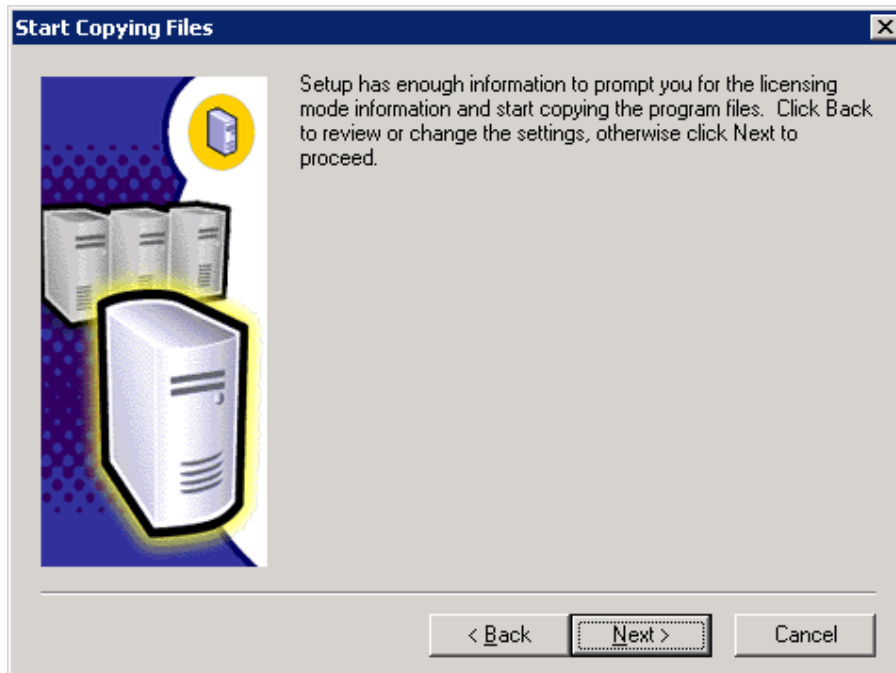 Start Copying Files
Setup has enough information to prompt you for the licensing
mode information and start copying the program files.  Click Back
to review or change the settings, otherwise click Next to
proceed.
< Back
Next >
Cancel